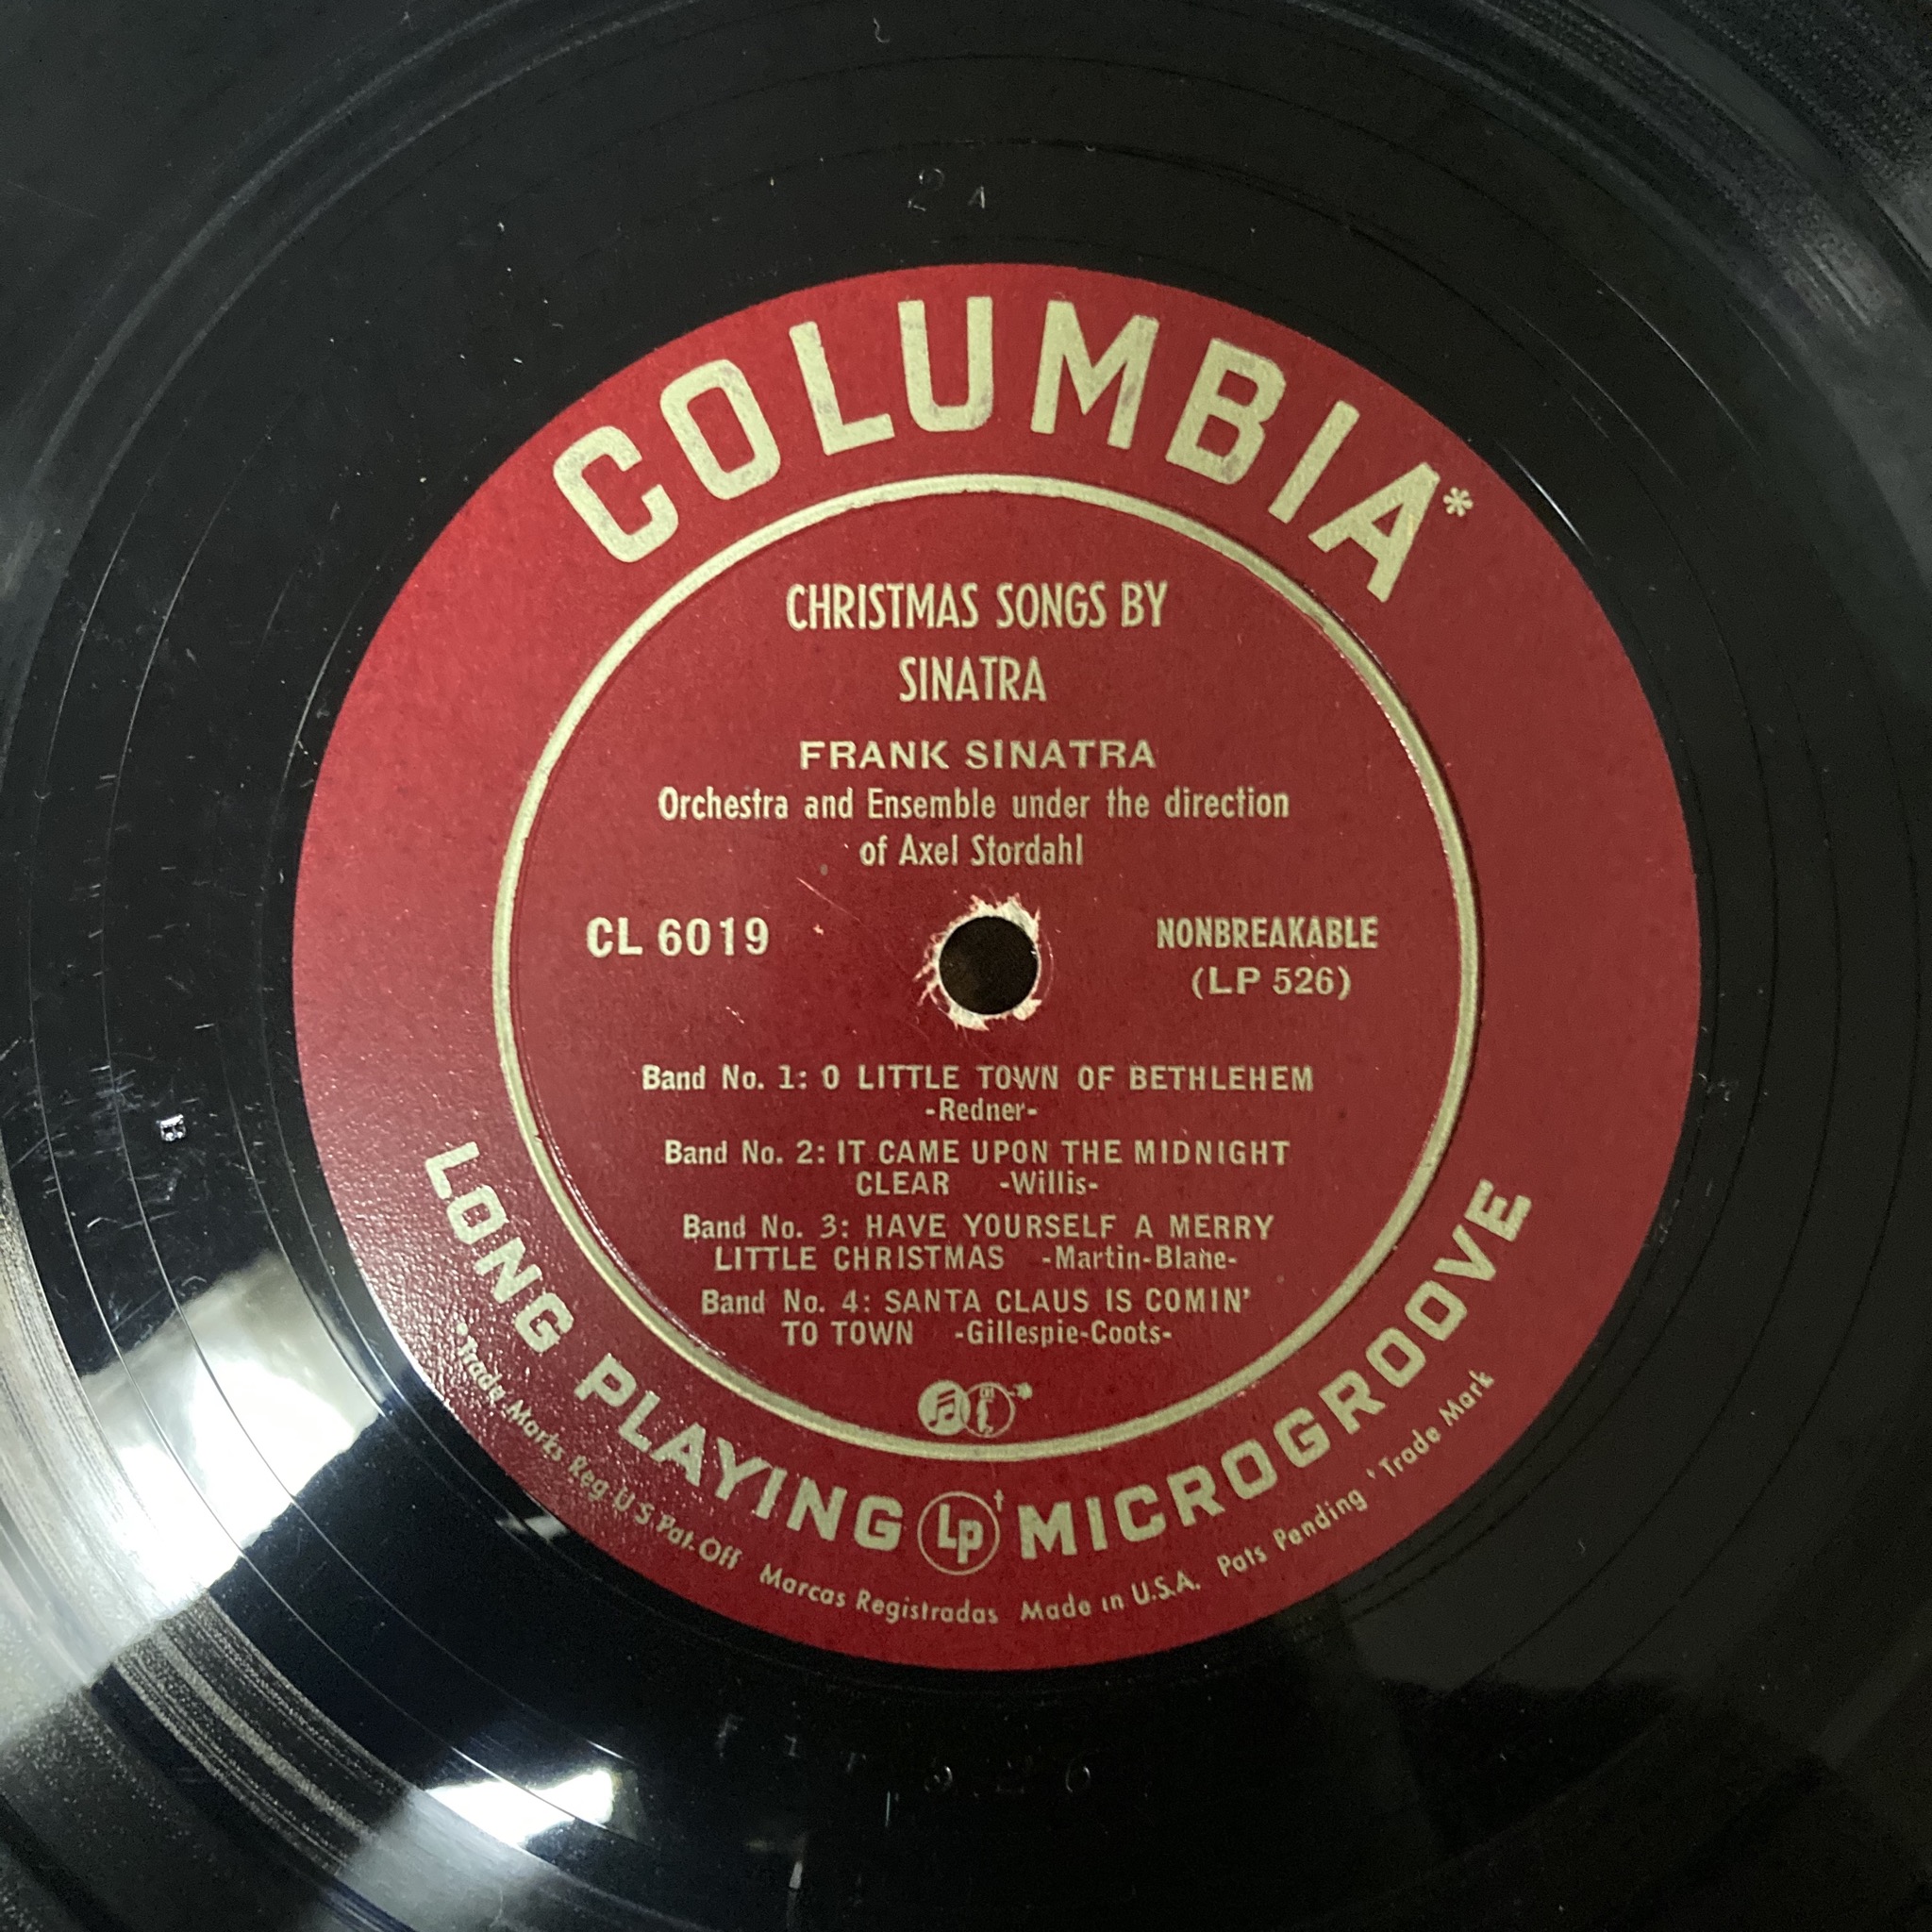 2 A
COLUMBIA*
CHRISTMAS SONGS BY
SINATRA
FRANK SINATRA
Orchestra and Ensemble under the direction
of Axel Stordahl
CL 6019
NONBREAKABLE
(LP 526)
Band No. 1: O LITTLE TOWN OF BETHLEHEM
-Redner-
Band No. 2: IT CAME UPON THE MIDNIGHT
CLEAR -Willis-
Band No. 3: HAVE YOURSELF A MERRY
LITTLE CHRISTMAS -Martin-Blane-
Band No. 4: SANTA CLAUS IS COMIN'
TO TOWN -Gillespie-Coots-
LONG PLAYING Lp† MICROGROOVE
*Trade Marks Reg U S Pat. Off Marcas Registradas Made in U.S.A. Pats Pending † Trade Mark
B